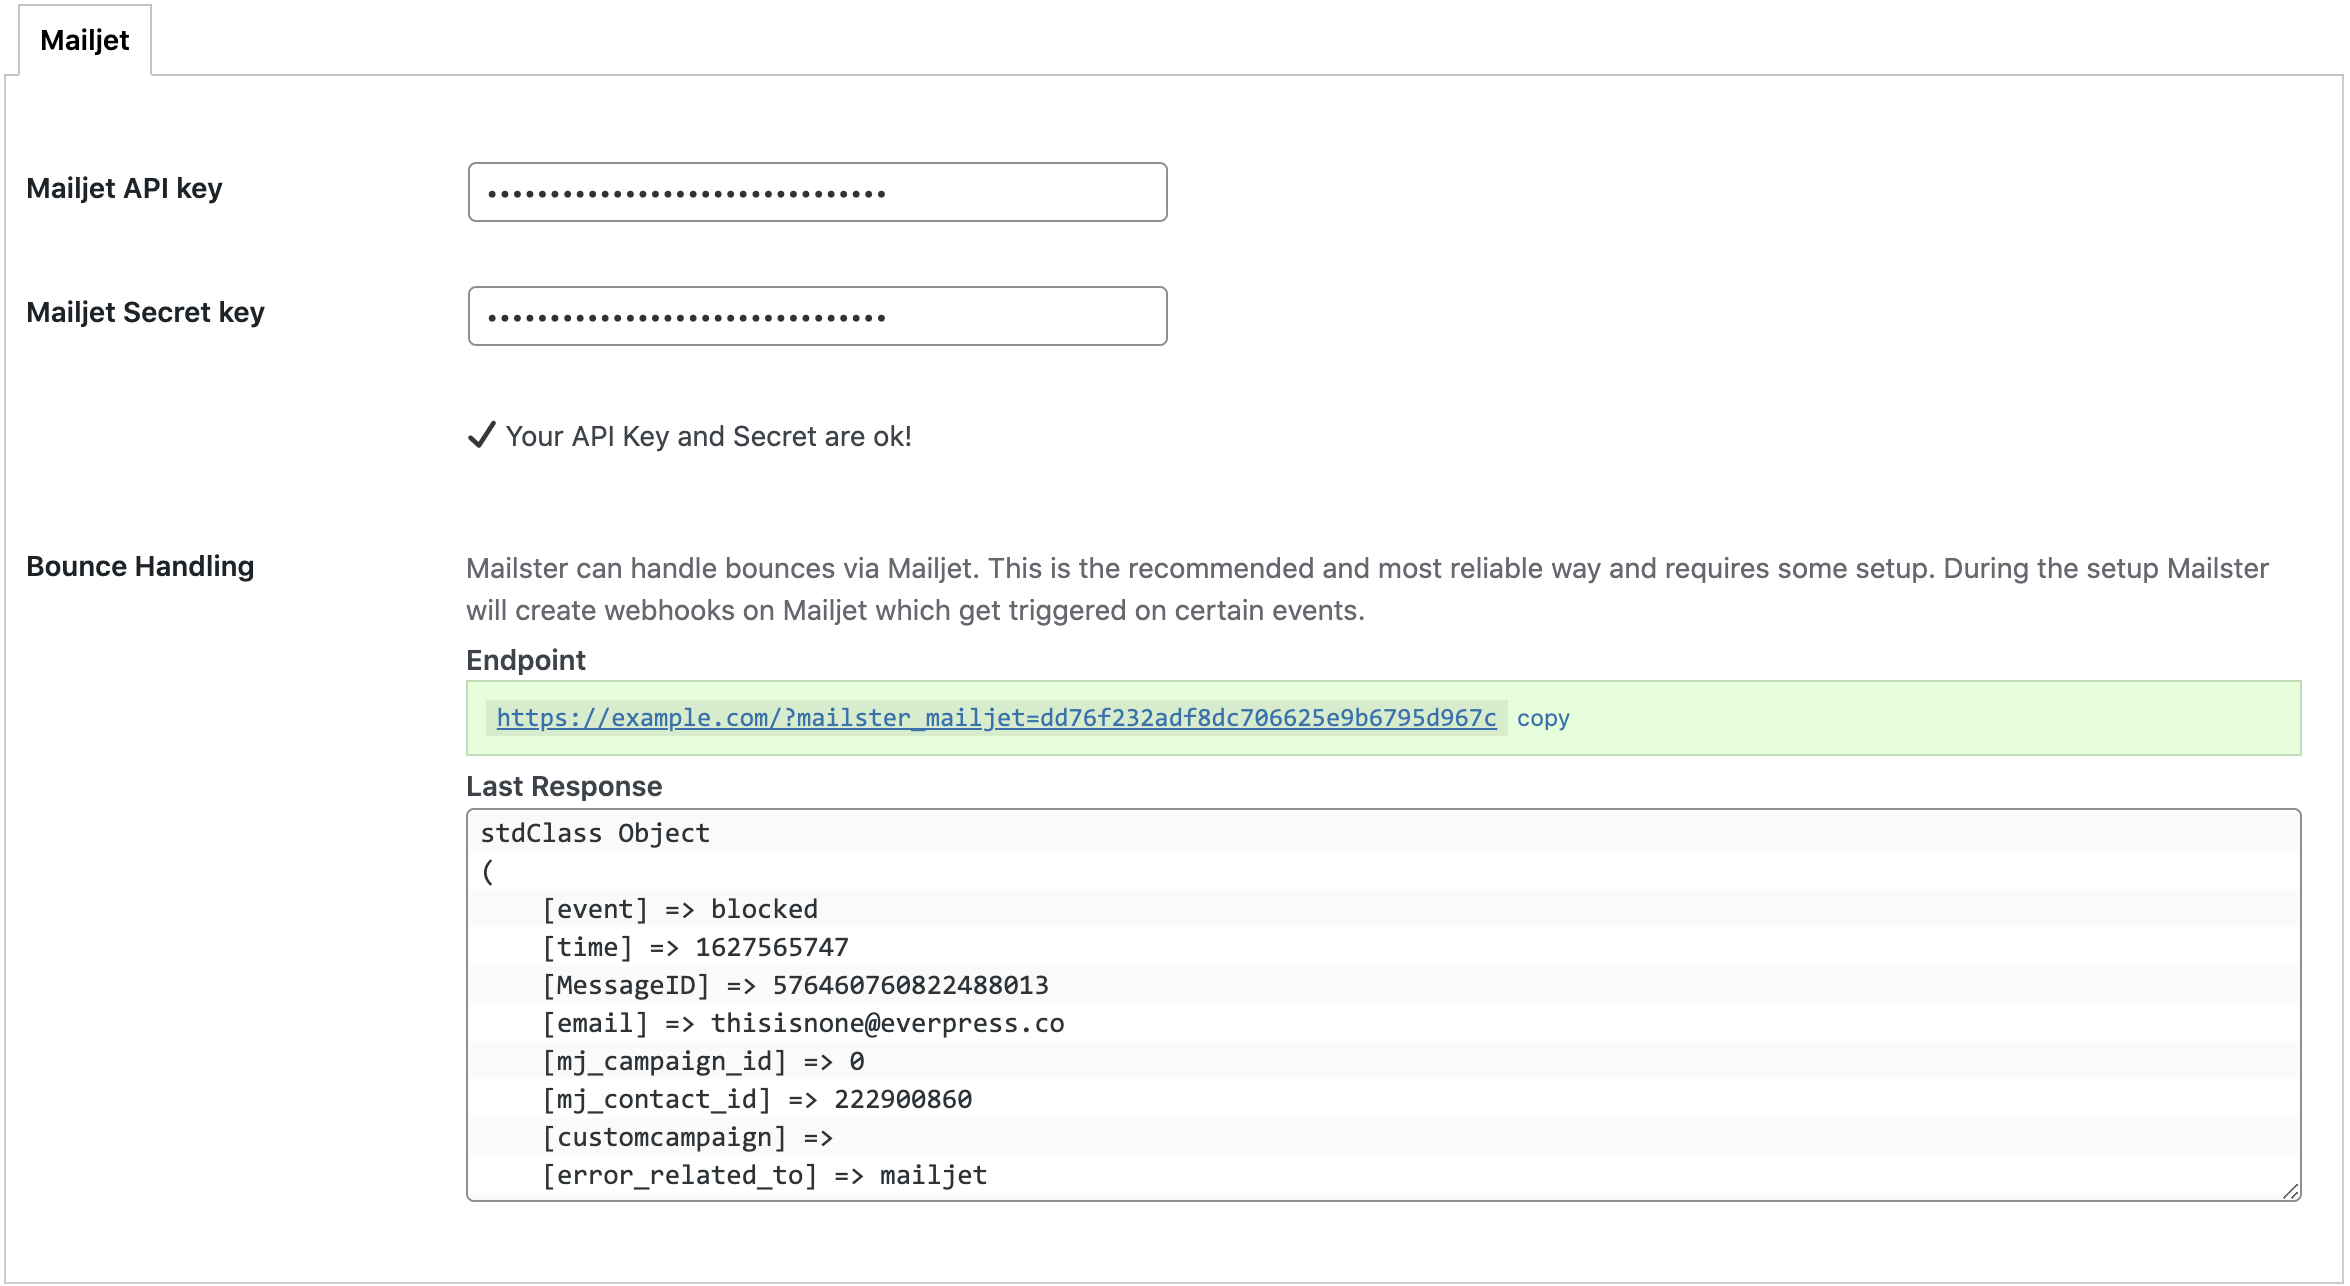 Mailjet
Mailjet API key
••••••••••••••••••••••••••••••••
Mailjet Secret key
••••••••••••••••••••••••••••••••
✔ Your API Key and Secret are ok!
Bounce Handling
Mailster can handle bounces via Mailjet. This is the recommended and most reliable way and requires some setup. During the setup Mailster
will create webhooks on Mailjet which get triggered on certain events.
Endpoint
https://example.com/?mailster_mailjet=dd76f232adf8dc706625e9b6795d967c copy
Last Response
stdClass Object
(
    [event] => blocked
    [time] => 1627565747
    [MessageID] => 576460760822488013
    [email] => thisisnone@everpress.co
    [mj_campaign_id] => 0
    [mj_contact_id] => 222900860
    [customcampaign] =>
    [error_related_to] => mailjet